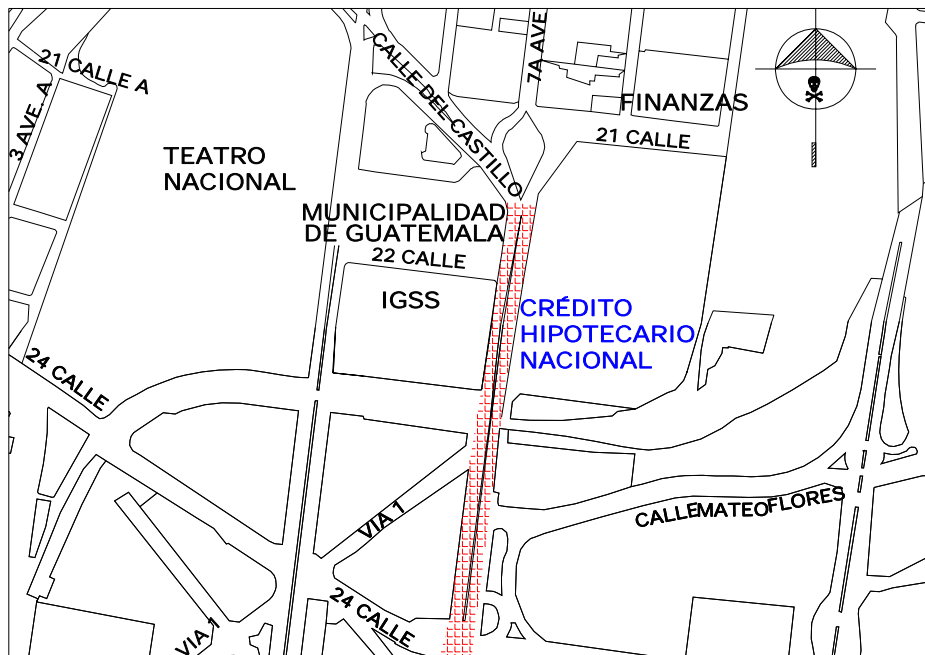 7A AVE
CALLE DEL CASTILLO
21 CALLE A
FINANZAS
3 AVE. A
21 CALLE
TEATRO
NACIONAL
MUNICIPALIDAD
DE GUATEMALA
22 CALLE
IGSS
CRÉDITO
HIPOTECARIO
NACIONAL
24 CALLE
CALLEMATEOFLORES
VIA 1
24 CALLE
VIA 1